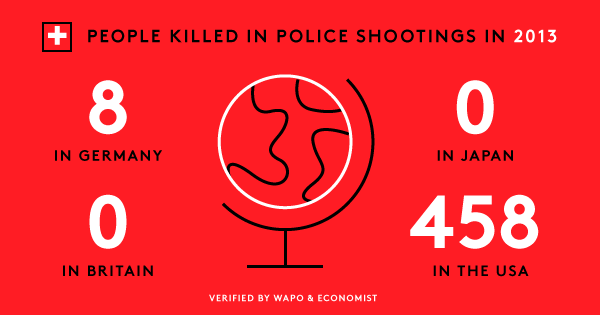 PEOPLE KILLED IN POLICE SHOOTINGS IN 2013
8
IN GERMANY
0
IN JAPAN
0
IN BRITAIN
458
IN THE USA
VERIFIED BY WAPO & ECONOMIST